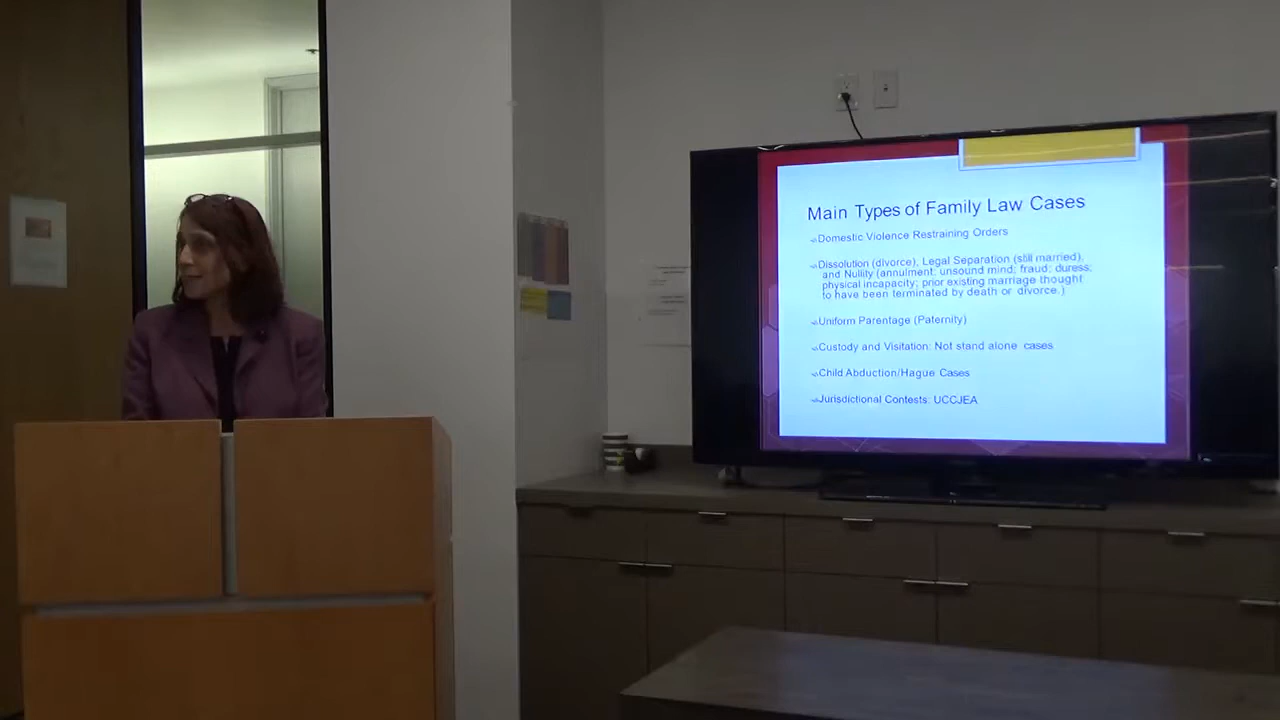 Main Types of Family Law Cases
Domestic Violence Restraining Orders
Dissolution (divorce), Legal Separation (still married),
and Nullity (annulment: unsound mind; fraud; duress;
physical incapacity; prior existing marriage thought
to have been terminated by death or divorce.)
Uniform Parentage (Paternity)
Custody and Visitation: Not stand alone cases
Child Abduction/Hague Cases
Jurisdictional Contests: UCCJEA